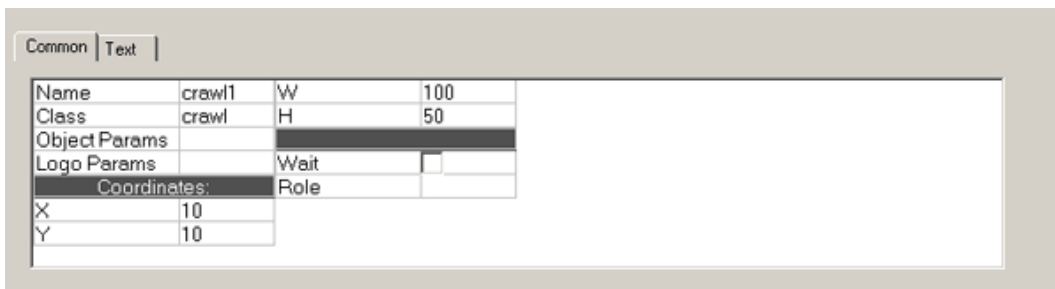 Common Text
Name crawl1 W 100
Class crawl H 50
Object Params
Logo Params Wait
Coordinates: Role
X 10
Y 10